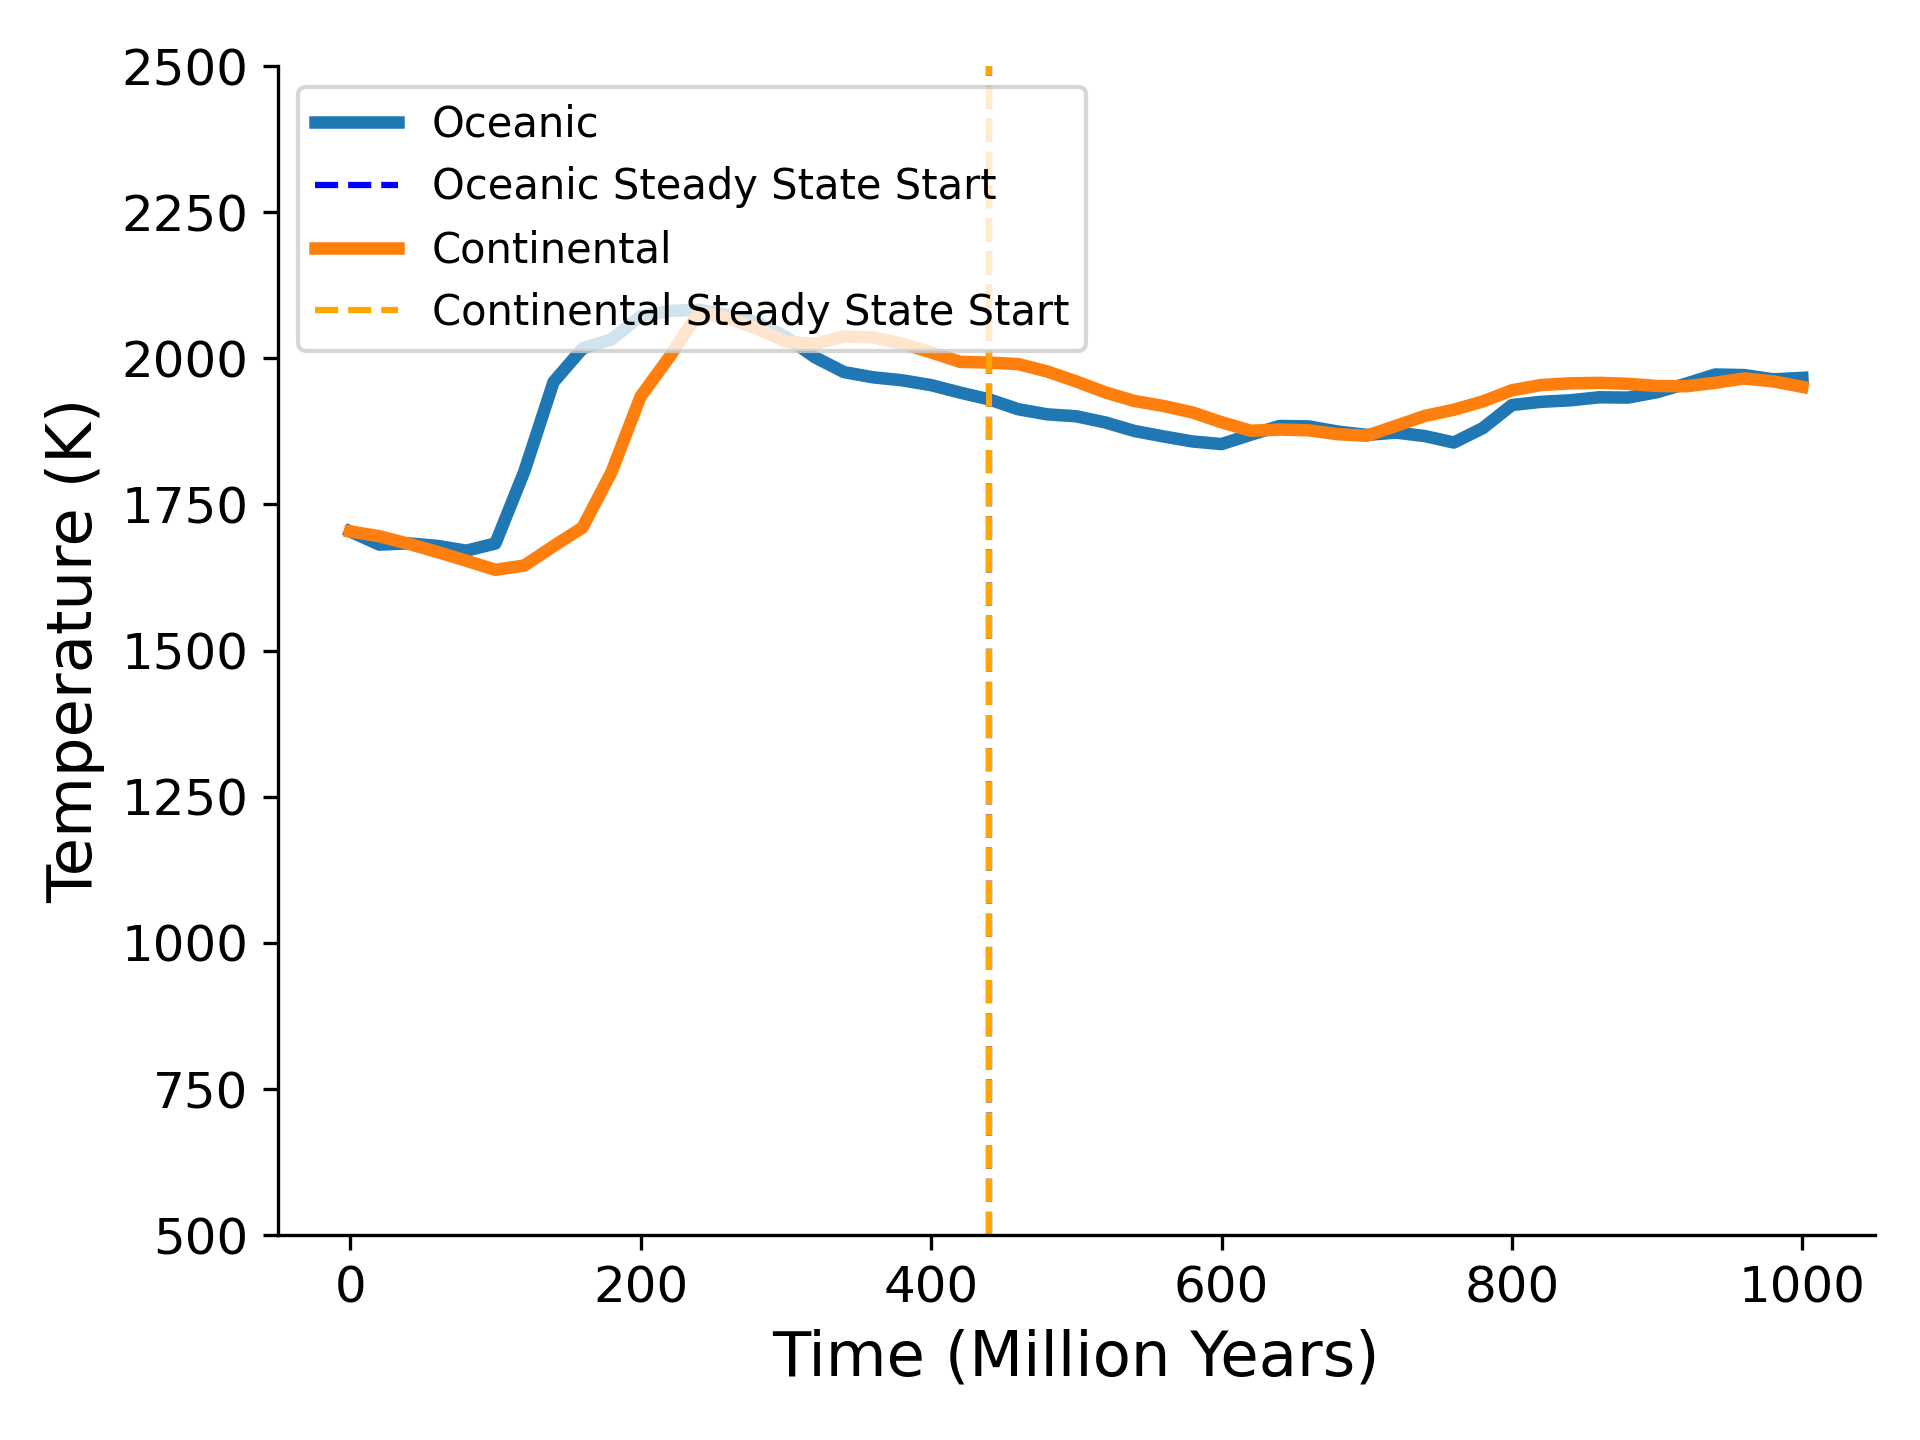 2500
2250
2000
1750
1500
1250
1000
750
500
Temperature (K)
Oceanic
Oceanic Steady State Start
Continental
Continental Steady State Start
0 200 400 600 800 1000
Time (Million Years)